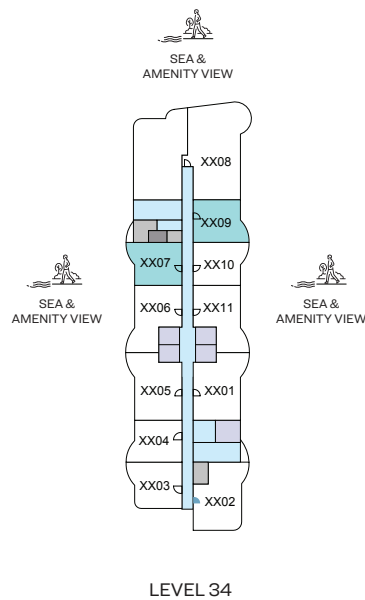 SEA &
AMENITY VIEW
XX08
XX09
XX07
XX10
SEA &
AMENITY VIEW
SEA &
AMENITY VIEW
XX06
XX11
XX05
XX01
XX04
XX03
XX02
LEVEL 34